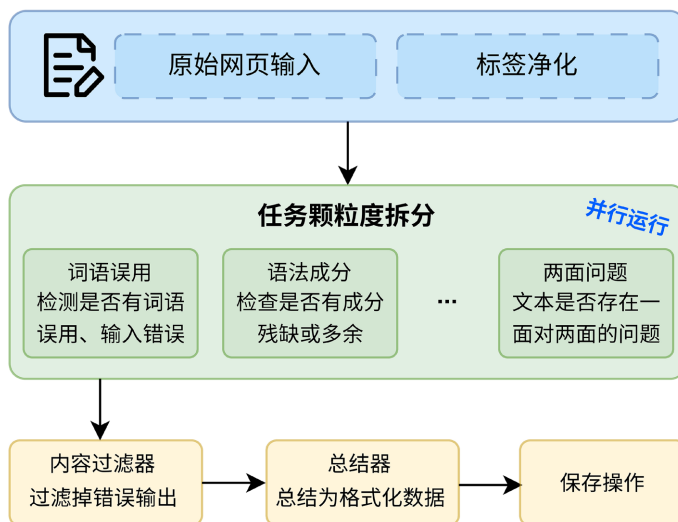 原始网页输入
标签净化
任务颗粒度拆分
并行运行
词语误用
检测是否有词语
误用、输入错误
语法成分
检查是否有成分
残缺或多余
...
两面问题
文本是否存在一
面对两面的问题
内容过滤器
过滤掉错误输出
总结器
总结为格式化数据
保存操作